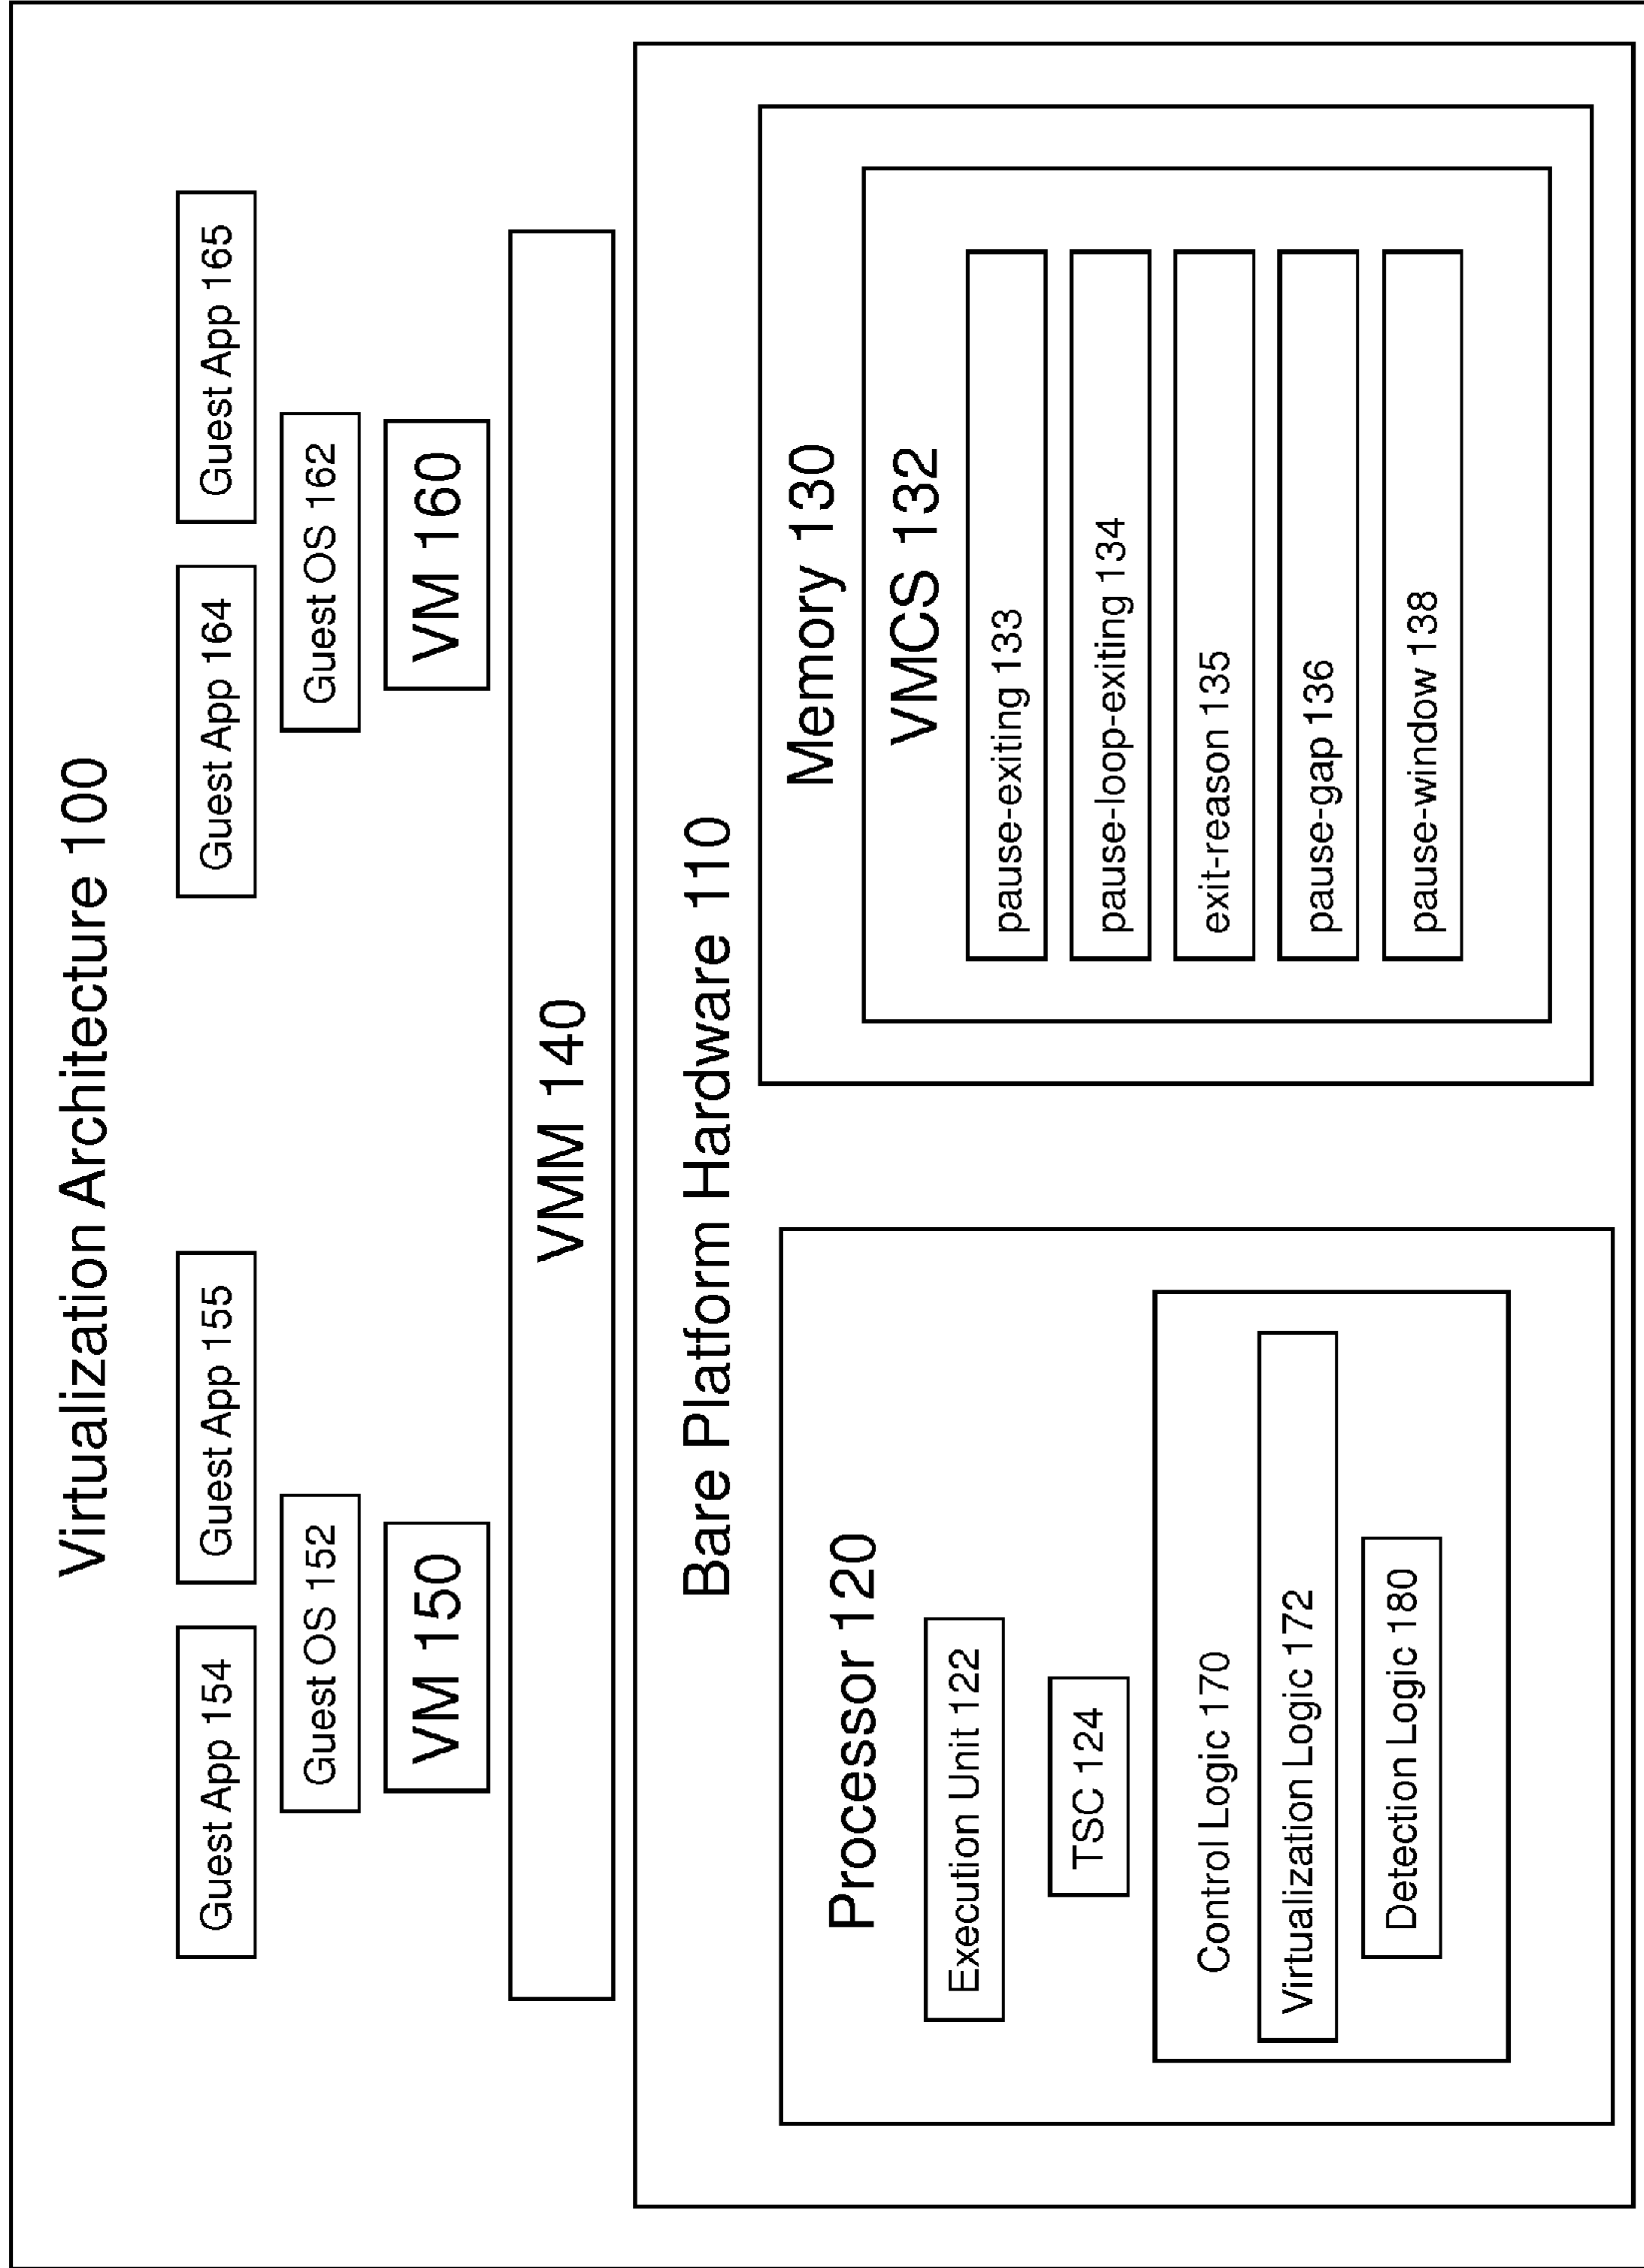 Virtualization Architecture 100
Guest App 154
Guest App 155
Guest App 164
Guest App 165
Guest OS 152
Guest OS 162
VM 150
VM 160
VMM 140
Bare Platform Hardware 110
Processor 120
Execution Unit 122
TSC 124
Control Logic 170
Virtualization Logic 172
Detection Logic 180
Memory 130
VMCS 132
pause-exiting 133
pause-loop-exiting 134
exit-reason 135
pause-gap 136
pause-window 138